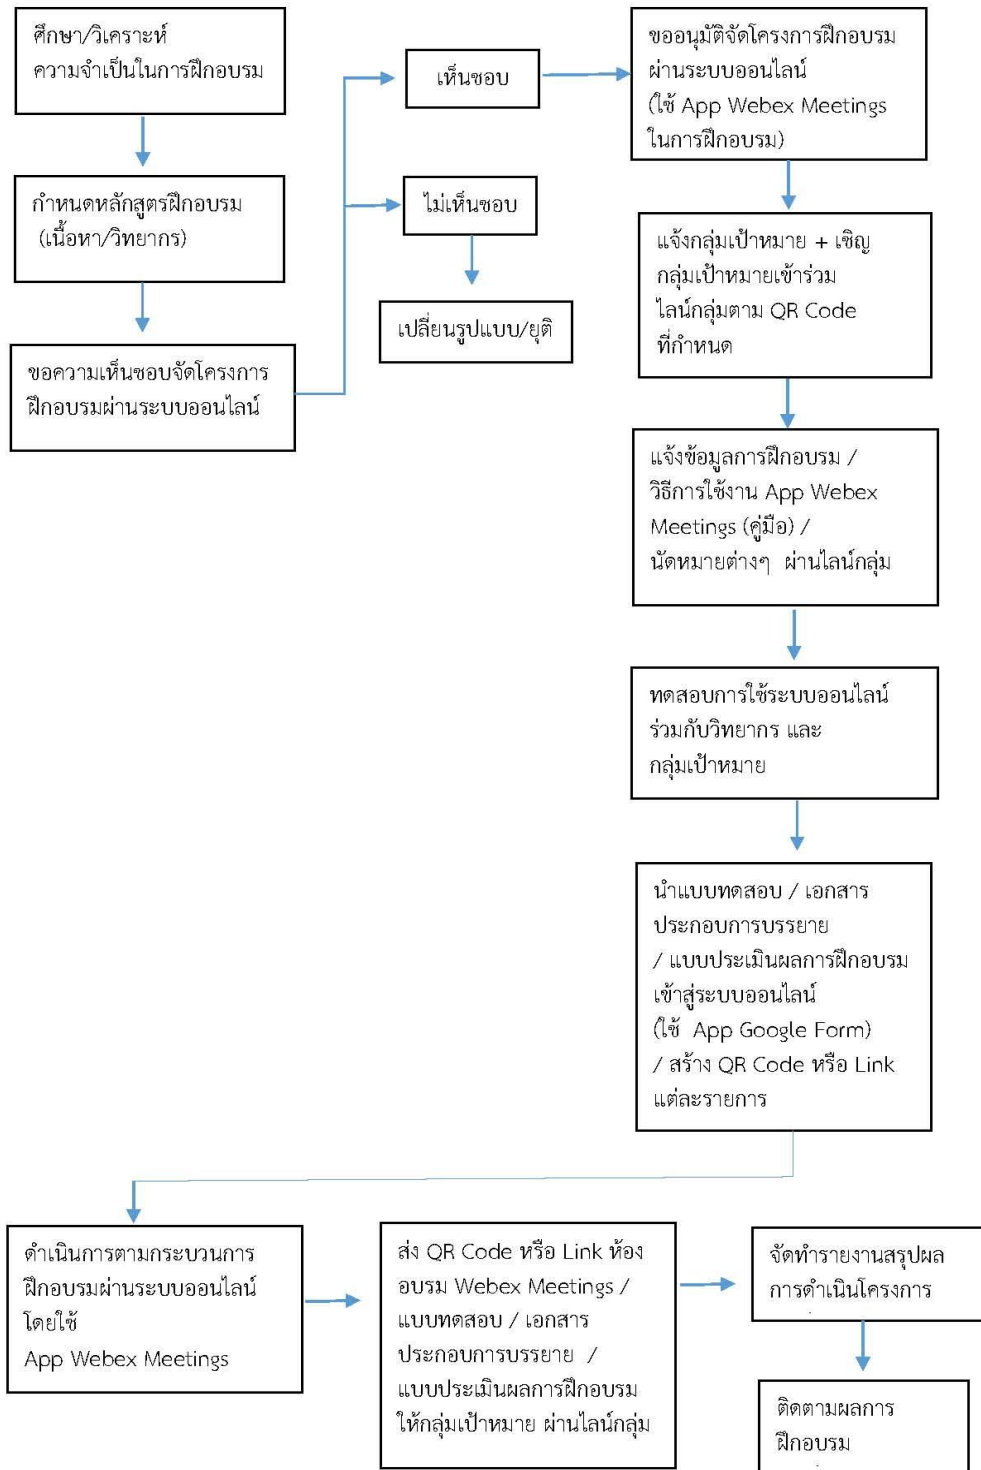 ศึกษา/วิเคราะห์
ความจำเป็นในการฝึกอบรม
กำหนดหลักสูตรฝึกอบรม
(เนื้อหา/วิทยากร)
ขอความเห็นชอบจัดโครงการ
ฝึกอบรมผ่านระบบออนไลน์
เห็นชอบ
ไม่เห็นชอบ
เปลี่ยนรูปแบบ/ยุติ
ขออนุมัติจัดโครงการฝึกอบรม
ผ่านระบบออนไลน์
(ใช้ App Webex Meetings
ในการฝึกอบรม)
แจ้งกลุ่มเป้าหมาย + เชิญ
กลุ่มเป้าหมายเข้าร่วม
ไลน์กลุ่มตาม QR Code
ที่กำหนด
แจ้งข้อมูลการฝึกอบรม /
วิธีการใช้งาน App Webex
Meetings (คู่มือ) /
นัดหมายต่างๆ ผ่านไลน์กลุ่ม
ทดสอบการใช้ระบบออนไลน์
ร่วมกับวิทยากร และ
กลุ่มเป้าหมาย
นำแบบทดสอบ / เอกสาร
ประกอบการบรรยาย
/ แบบประเมินผลการฝึกอบรม
เข้าสู่ระบบออนไลน์
(ใช้ App Google Form)
/ สร้าง QR Code หรือ Link
แต่ละรายการ
ดำเนินการตามกระบวนการ
ฝึกอบรมผ่านระบบออนไลน์
โดยใช้
App Webex Meetings
ส่ง QR Code หรือ Link ห้อง
อบรม Webex Meetings /
แบบทดสอบ / เอกสาร
ประกอบการบรรยาย /
แบบประเมินผลการฝึกอบรม
ให้กลุ่มเป้าหมาย ผ่านไลน์กลุ่ม
จัดทำรายงานสรุปผล
การดำเนินโครงการ
ติดตามผลการ
ฝึกอบรม